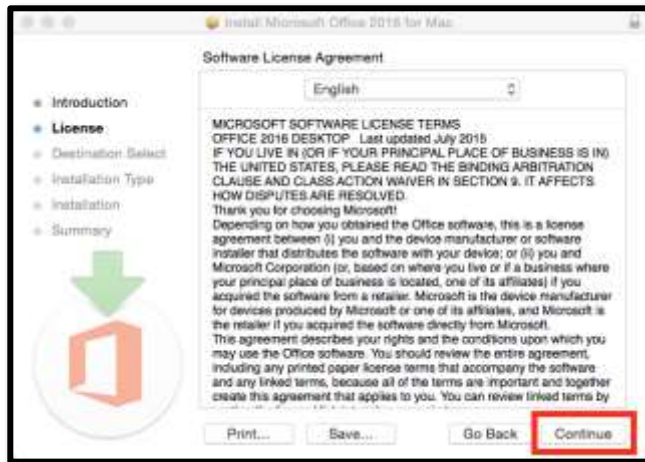 Install Microsoft Office 2016 for Mac
Software License Agreement
English
Introduction
License
Destination Select
Installation Type
Installation
Summary
MICROSOFT SOFTWARE LICENSE TERMS
OFFICE 2016 DESKTOP Last updated July 2015
IF YOU LIVE IN (OR IF YOUR PRINCIPAL PLACE OF BUSINESS IS IN)
THE UNITED STATES, PLEASE READ THE BINDING ARBITRATION
CLAUSE AND CLASS ACTION WAIVER IN SECTION 9. IT AFFECTS
HOW DISPUTES ARE RESOLVED.
Thank you for choosing Microsoft!
Depending on how you obtained the Office software, this is a license
agreement between (i) you and the device manufacturer or software
installer that distributes the software with your device; or (ii) you and
Microsoft Corporation (or, based on where you live or if a business where
your principal place of business is located, one of its affiliates) if you
acquired the software from a retailer. Microsoft is the device manufacturer
for devices produced by Microsoft or one of its affiliates, and Microsoft is
the retailer if you acquired the software directly from Microsoft.
This agreement describes your rights and the conditions upon which you
may use the Office software. You should review the entire agreement,
including any printed paper license terms that accompany the software
and any linked terms, because all of the terms are important and together
create this agreement that applies to you. You can review linked terms by
Print...
Save...
Go Back
Continue